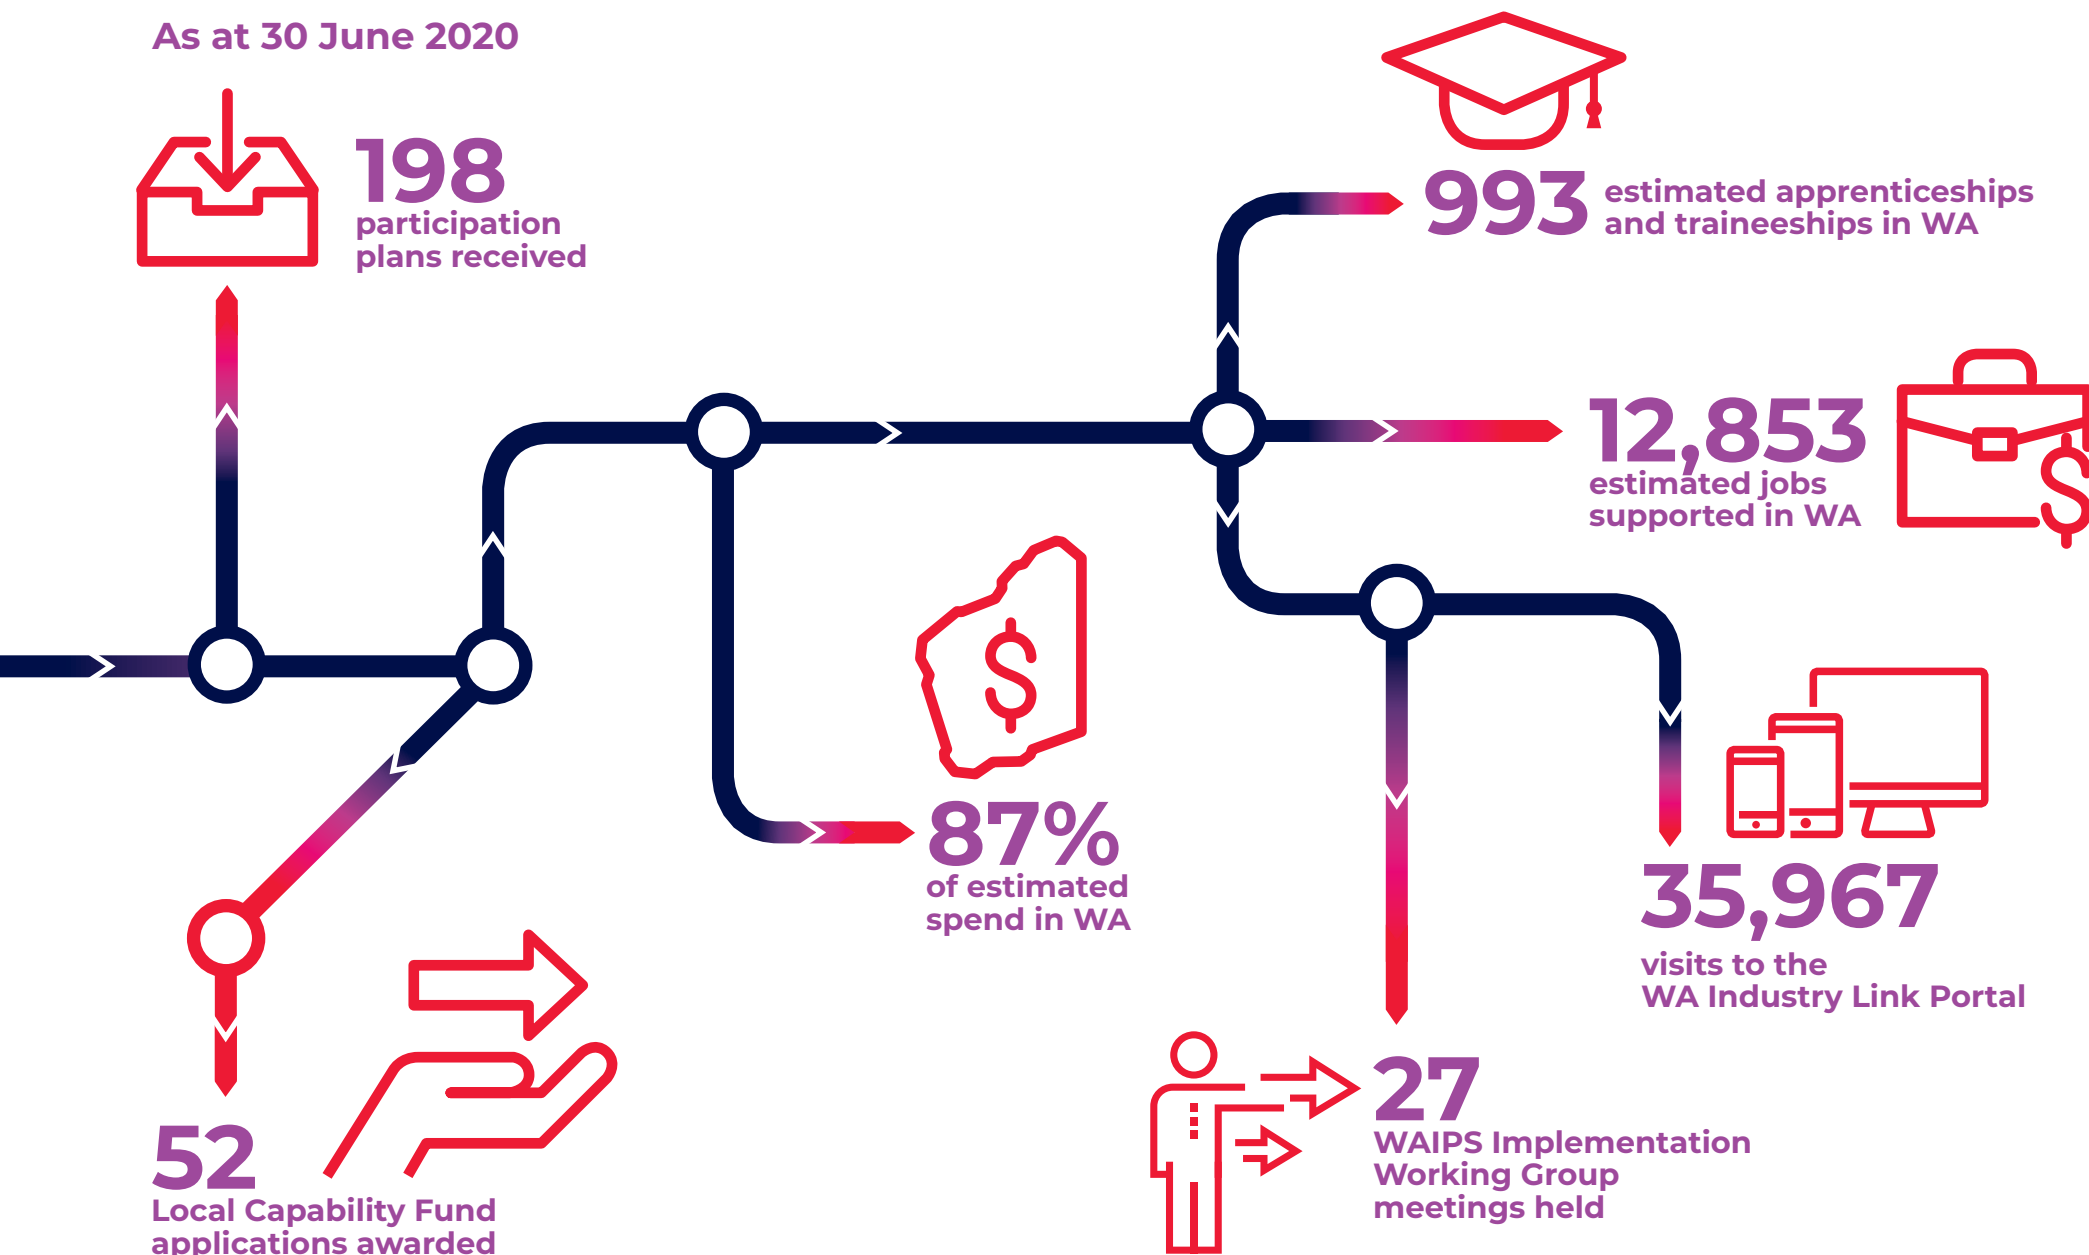 As at 30 June 2020
198
participation
plans received
993
estimated apprenticeships
and traineeships in WA
12,853
estimated jobs
supported in WA
87%
of estimated
spend in WA
35,967
visits to the
WA Industry Link Portal
52
Local Capability Fund
applications awarded
27
WAIPS Implementation
Working Group
meetings held